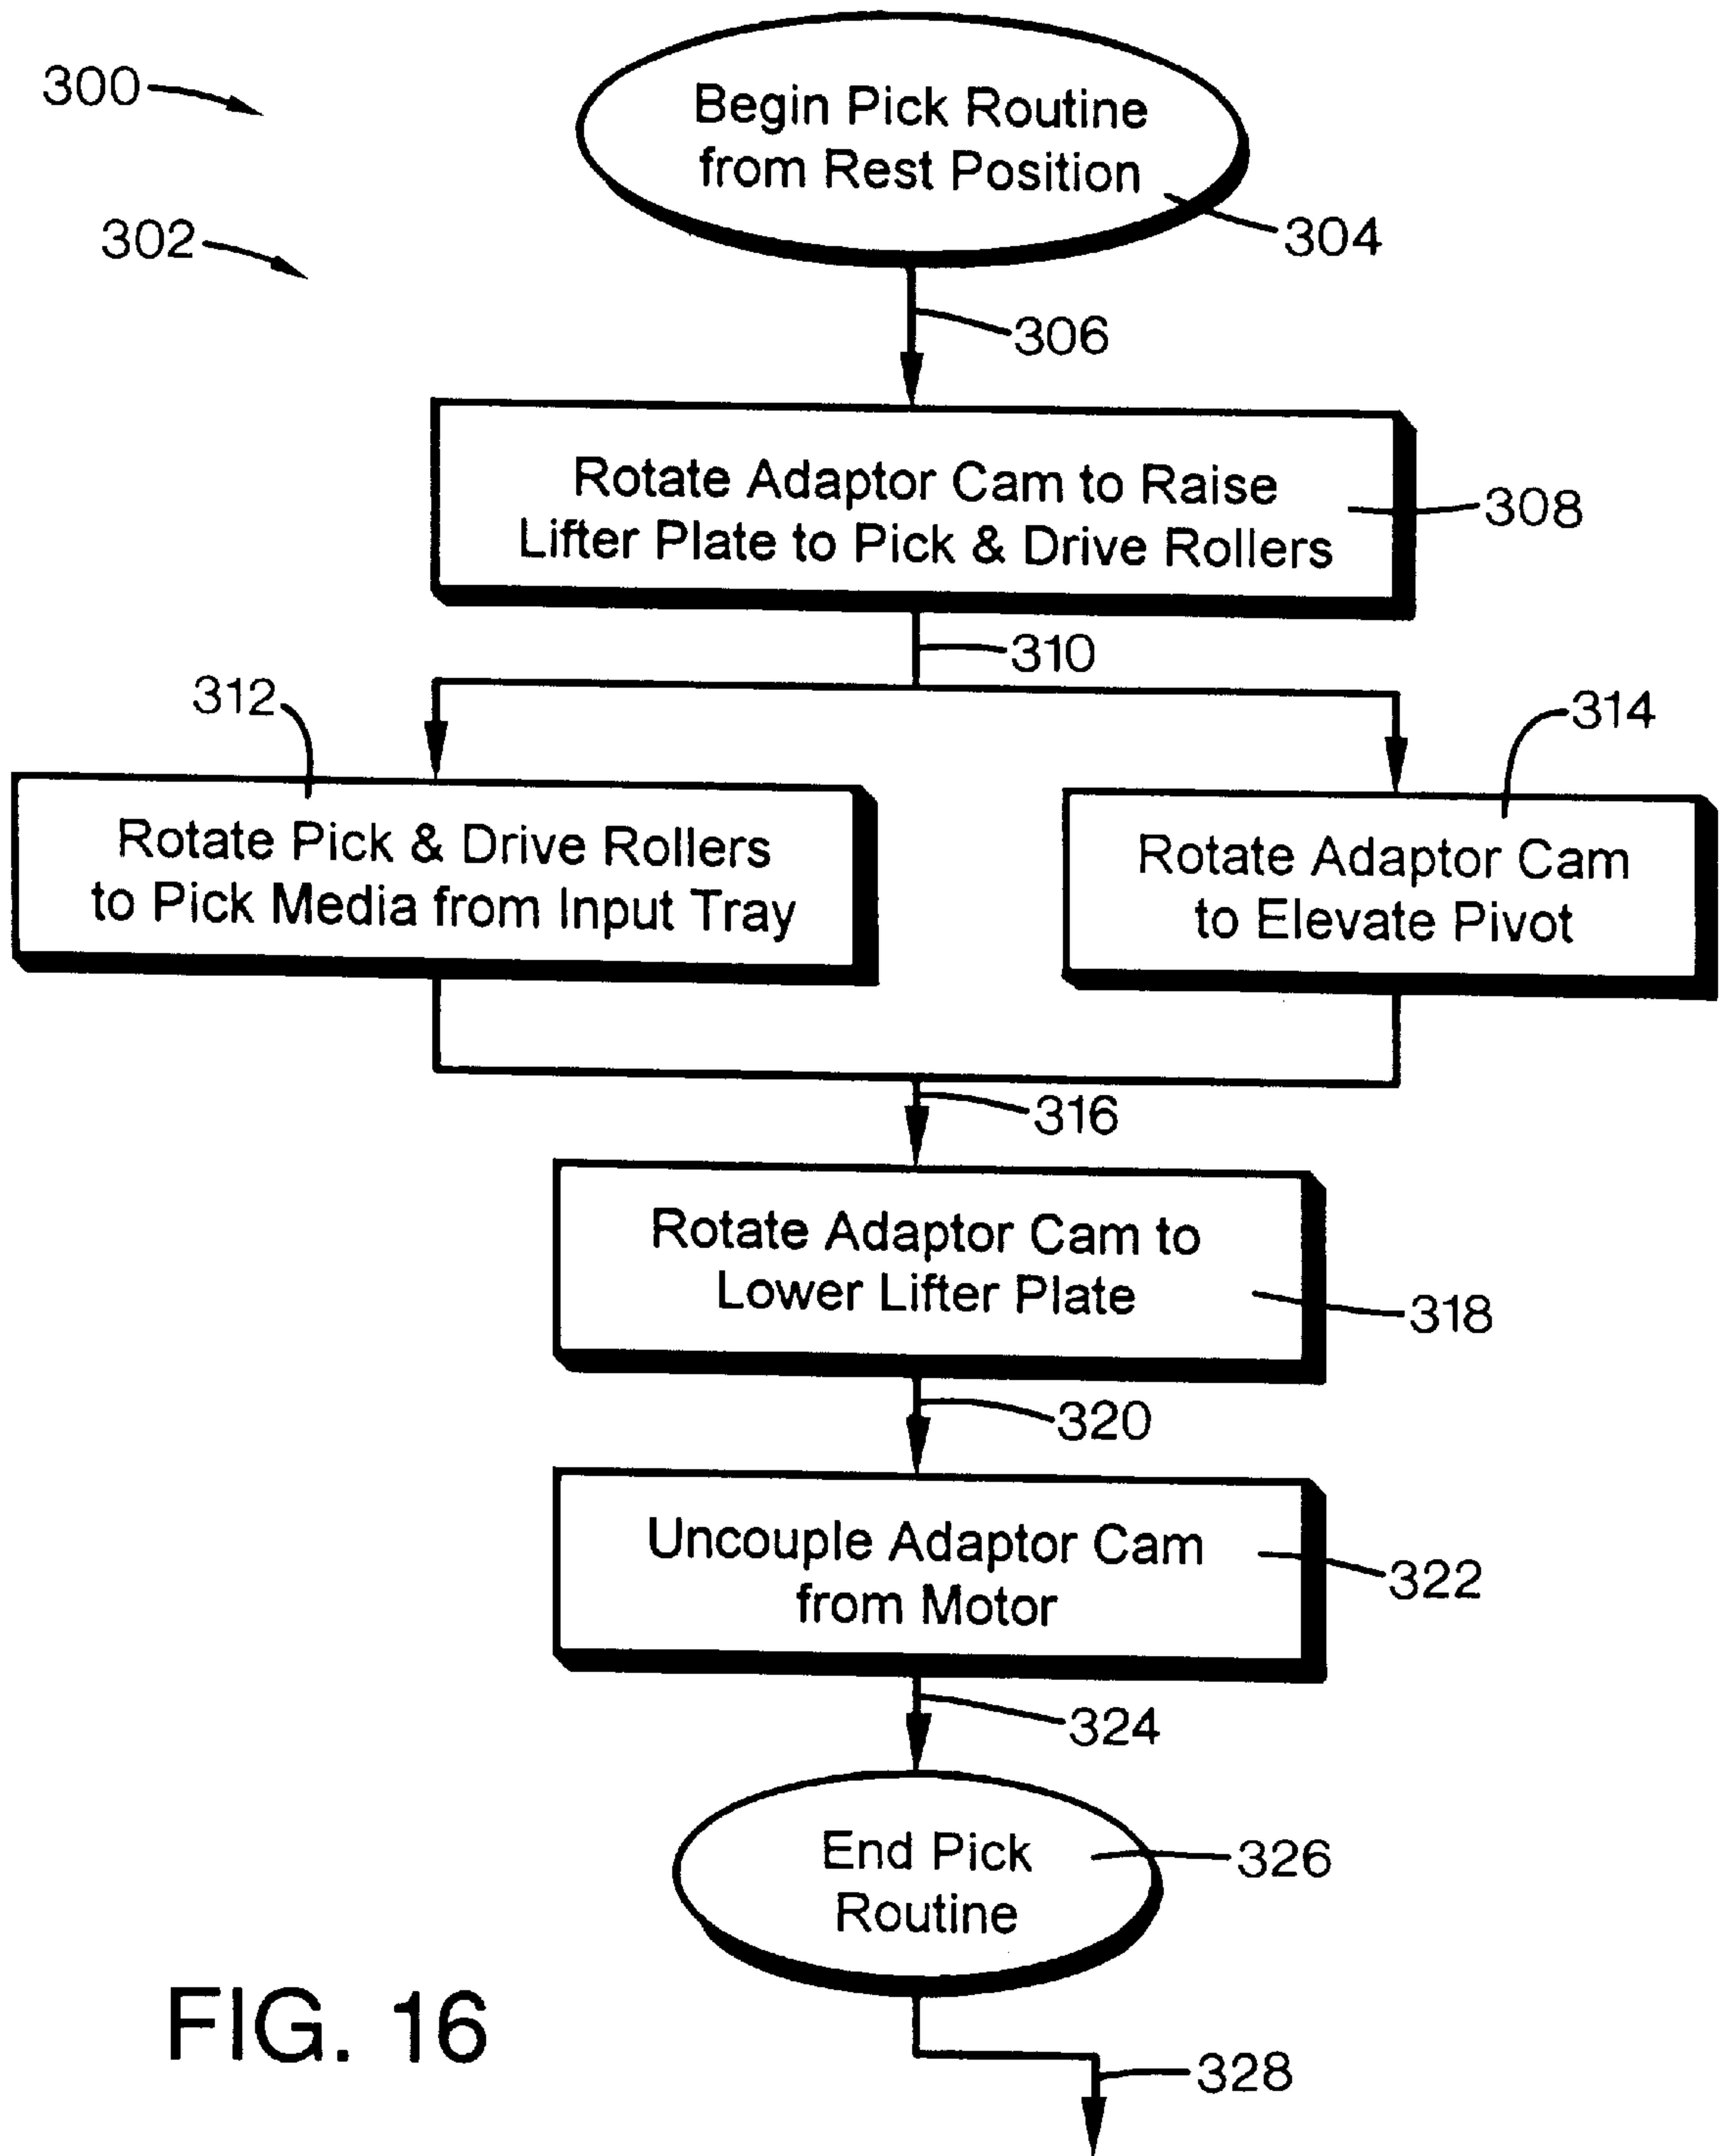 300
Begin Pick Routine
from Rest Position
302
304
306
Rotate Adaptor Cam to Raise
Lifter Plate to Pick & Drive Rollers
308
310
312
314
Rotate Pick & Drive Rollers
to Pick Media from Input Tray
Rotate Adaptor Cam
to Elevate Pivot
316
Rotate Adaptor Cam to
Lower Lifter Plate
318
320
Uncouple Adaptor Cam
from Motor
322
324
End Pick
Routine
326
FIG. 16
328